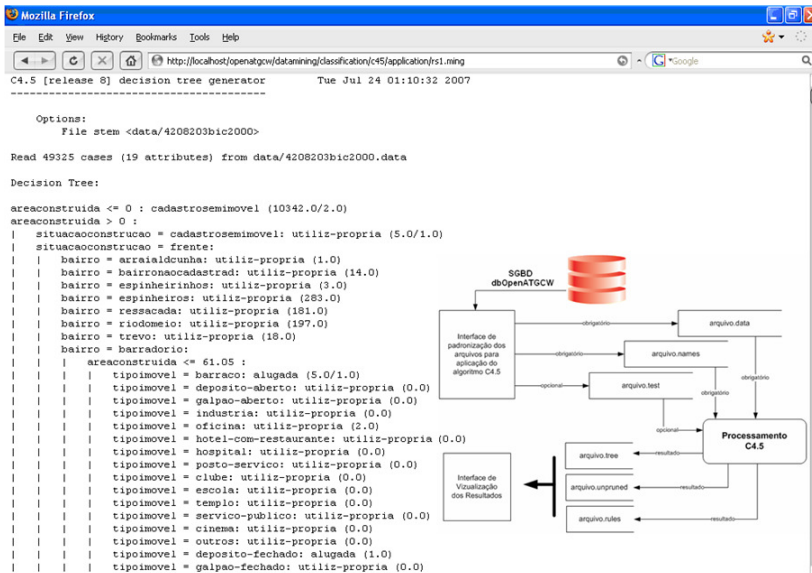 Mozilla Firefox
File Edit View History Bookmarks Tools Help
http://localhost/openatgcw/datamining/classification/c45/application/rs1.ming
Google
C4.5 [release 8] decision tree generator Tue Jul 24 01:10:32 2007
----------------------------------------
Options:
File stem <data/4208203bic2000>
Read 49325 cases (19 attributes) from data/4208203bic2000.data
Decision Tree:
areaconstruida <= 0 : cadastrosemimovel (10342.0/2.0)
areaconstruida > 0 :
| situacaoconstrucao = cadastrosemimovel: utiliz-propria (5.0/1.0)
| situacaoconstrucao = frente:
| | bairro = arraialdcunha: utiliz-propria (1.0)
| | bairro = bairronaocadastrad: utiliz-propria (14.0)
| | bairro = espinheirinhos: utiliz-propria (3.0)
| | bairro = espinheiros: utiliz-propria (283.0)
| | bairro = ressacada: utiliz-propria (181.0)
| | bairro = riodomeio: utiliz-propria (197.0)
| | bairro = trevo: utiliz-propria (18.0)
| | bairro = barradorio:
| | | areaconstruida <= 61.05 :
| | | | tipoimovel = barraco: alugada (5.0/1.0)
| | | | tipoimovel = deposito-aberto: utiliz-propria (0.0)
| | | | tipoimovel = galpao-aberto: utiliz-propria (0.0)
| | | | tipoimovel = industria: utiliz-propria (0.0)
| | | | tipoimovel = oficina: utiliz-propria (2.0)
| | | | tipoimovel = hotel-com-restaurante: utiliz-propria (0.0)
| | | | tipoimovel = hospital: utiliz-propria (0.0)
| | | | tipoimovel = posto-servico: utiliz-propria (0.0)
| | | | tipoimovel = clube: utiliz-propria (0.0)
| | | | tipoimovel = escola: utiliz-propria (0.0)
| | | | tipoimovel = templo: utiliz-propria (0.0)
| | | | tipoimovel = servico-publico: utiliz-propria (0.0)
| | | | tipoimovel = cinema: utiliz-propria (0.0)
| | | | tipoimovel = outros: utiliz-propria (0.0)
| | | | tipoimovel = deposito-fechado: alugada (1.0)
| | | | tipoimovel = galpao-fechado: utiliz-propria (0.0)
SGBD
dbOpenATGCW
Interface de
padronização dos
arquivos para
aplicação do
algoritmo C4.5
obrigatório
arquivo.data
obrigatório
arquivo.names
opcional
arquivo.test
obrigatório
obrigatório
opcional
Processamento
C4.5
arquivo.tree
resultado
Interface de
Vizualização
dos Resultados
arquivo.unpruned
resultado
arquivo.rules
resultado